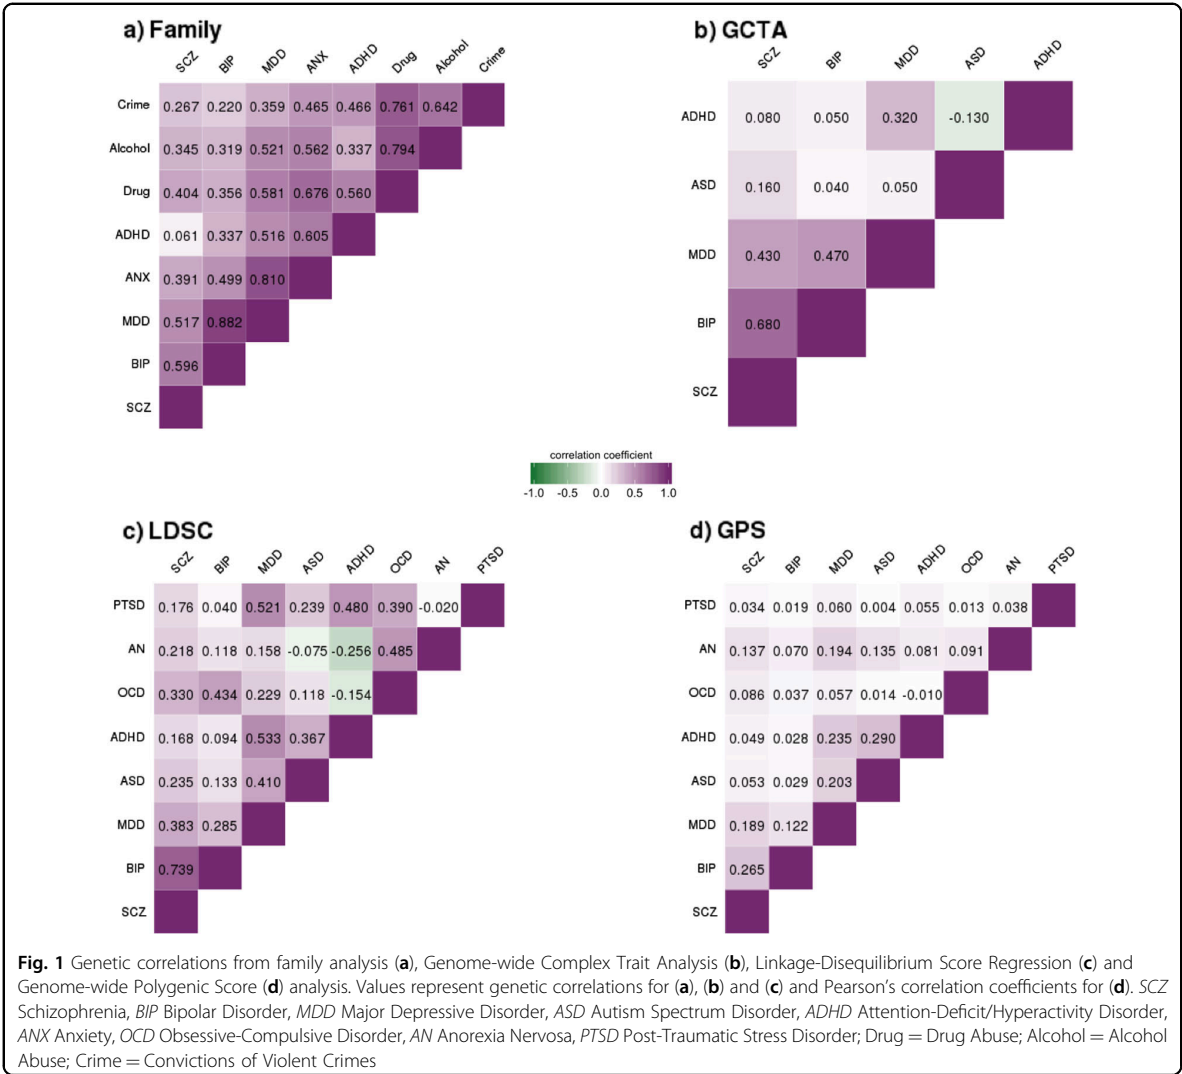 a) Family
SCZ BIP MDD ANX ADHD Drug Alcohol Crime
Crime 0.267 0.220 0.359 0.465 0.466 0.761 0.642
Alcohol 0.345 0.319 0.521 0.562 0.337 0.794
Drug 0.404 0.356 0.581 0.676 0.560
ADHD 0.061 0.337 0.516 0.605
ANX 0.391 0.499 0.810
MDD 0.517 0.882
BIP 0.596
SCZ
b) GCTA
SCZ BIP MDD ASD ADHD
ADHD 0.080 0.050 0.320 -0.130
ASD 0.160 0.040 0.050
MDD 0.430 0.470
BIP 0.680
SCZ
correlation coefficient
-1.0 -0.5 0.0 0.5 1.0
c) LDSC
SCZ BIP MDD ASD ADHD OCD AN PTSD
PTSD 0.176 0.040 0.521 0.239 0.480 0.390 -0.020
AN 0.218 0.118 0.158 -0.075 -0.256 0.485
OCD 0.330 0.434 0.229 0.118 -0.154
ADHD 0.168 0.094 0.533 0.367
ASD 0.235 0.133 0.410
MDD 0.383 0.285
BIP 0.739
SCZ
d) GPS
SCZ BIP MDD ASD ADHD OCD AN PTSD
PTSD 0.034 0.019 0.060 0.004 0.055 0.013 0.038
AN 0.137 0.070 0.194 0.135 0.081 0.091
OCD 0.086 0.037 0.057 0.014 -0.010
ADHD 0.049 0.028 0.235 0.290
ASD 0.053 0.029 0.203
MDD 0.189 0.122
BIP 0.265
SCZ
Fig. 1 Genetic correlations from family analysis (a), Genome-wide Complex Trait Analysis (b), Linkage-Disequilibrium Score Regression (c) and
Genome-wide Polygenic Score (d) analysis. Values represent genetic correlations for (a), (b) and (c) and Pearson's correlation coefficients for (d). SCZ
Schizophrenia, BIP Bipolar Disorder, MDD Major Depressive Disorder, ASD Autism Spectrum Disorder, ADHD Attention-Deficit/Hyperactivity Disorder,
ANX Anxiety, OCD Obsessive-Compulsive Disorder, AN Anorexia Nervosa, PTSD Post-Traumatic Stress Disorder; Drug = Drug Abuse; Alcohol = Alcohol
Abuse; Crime = Convictions of Violent Crimes